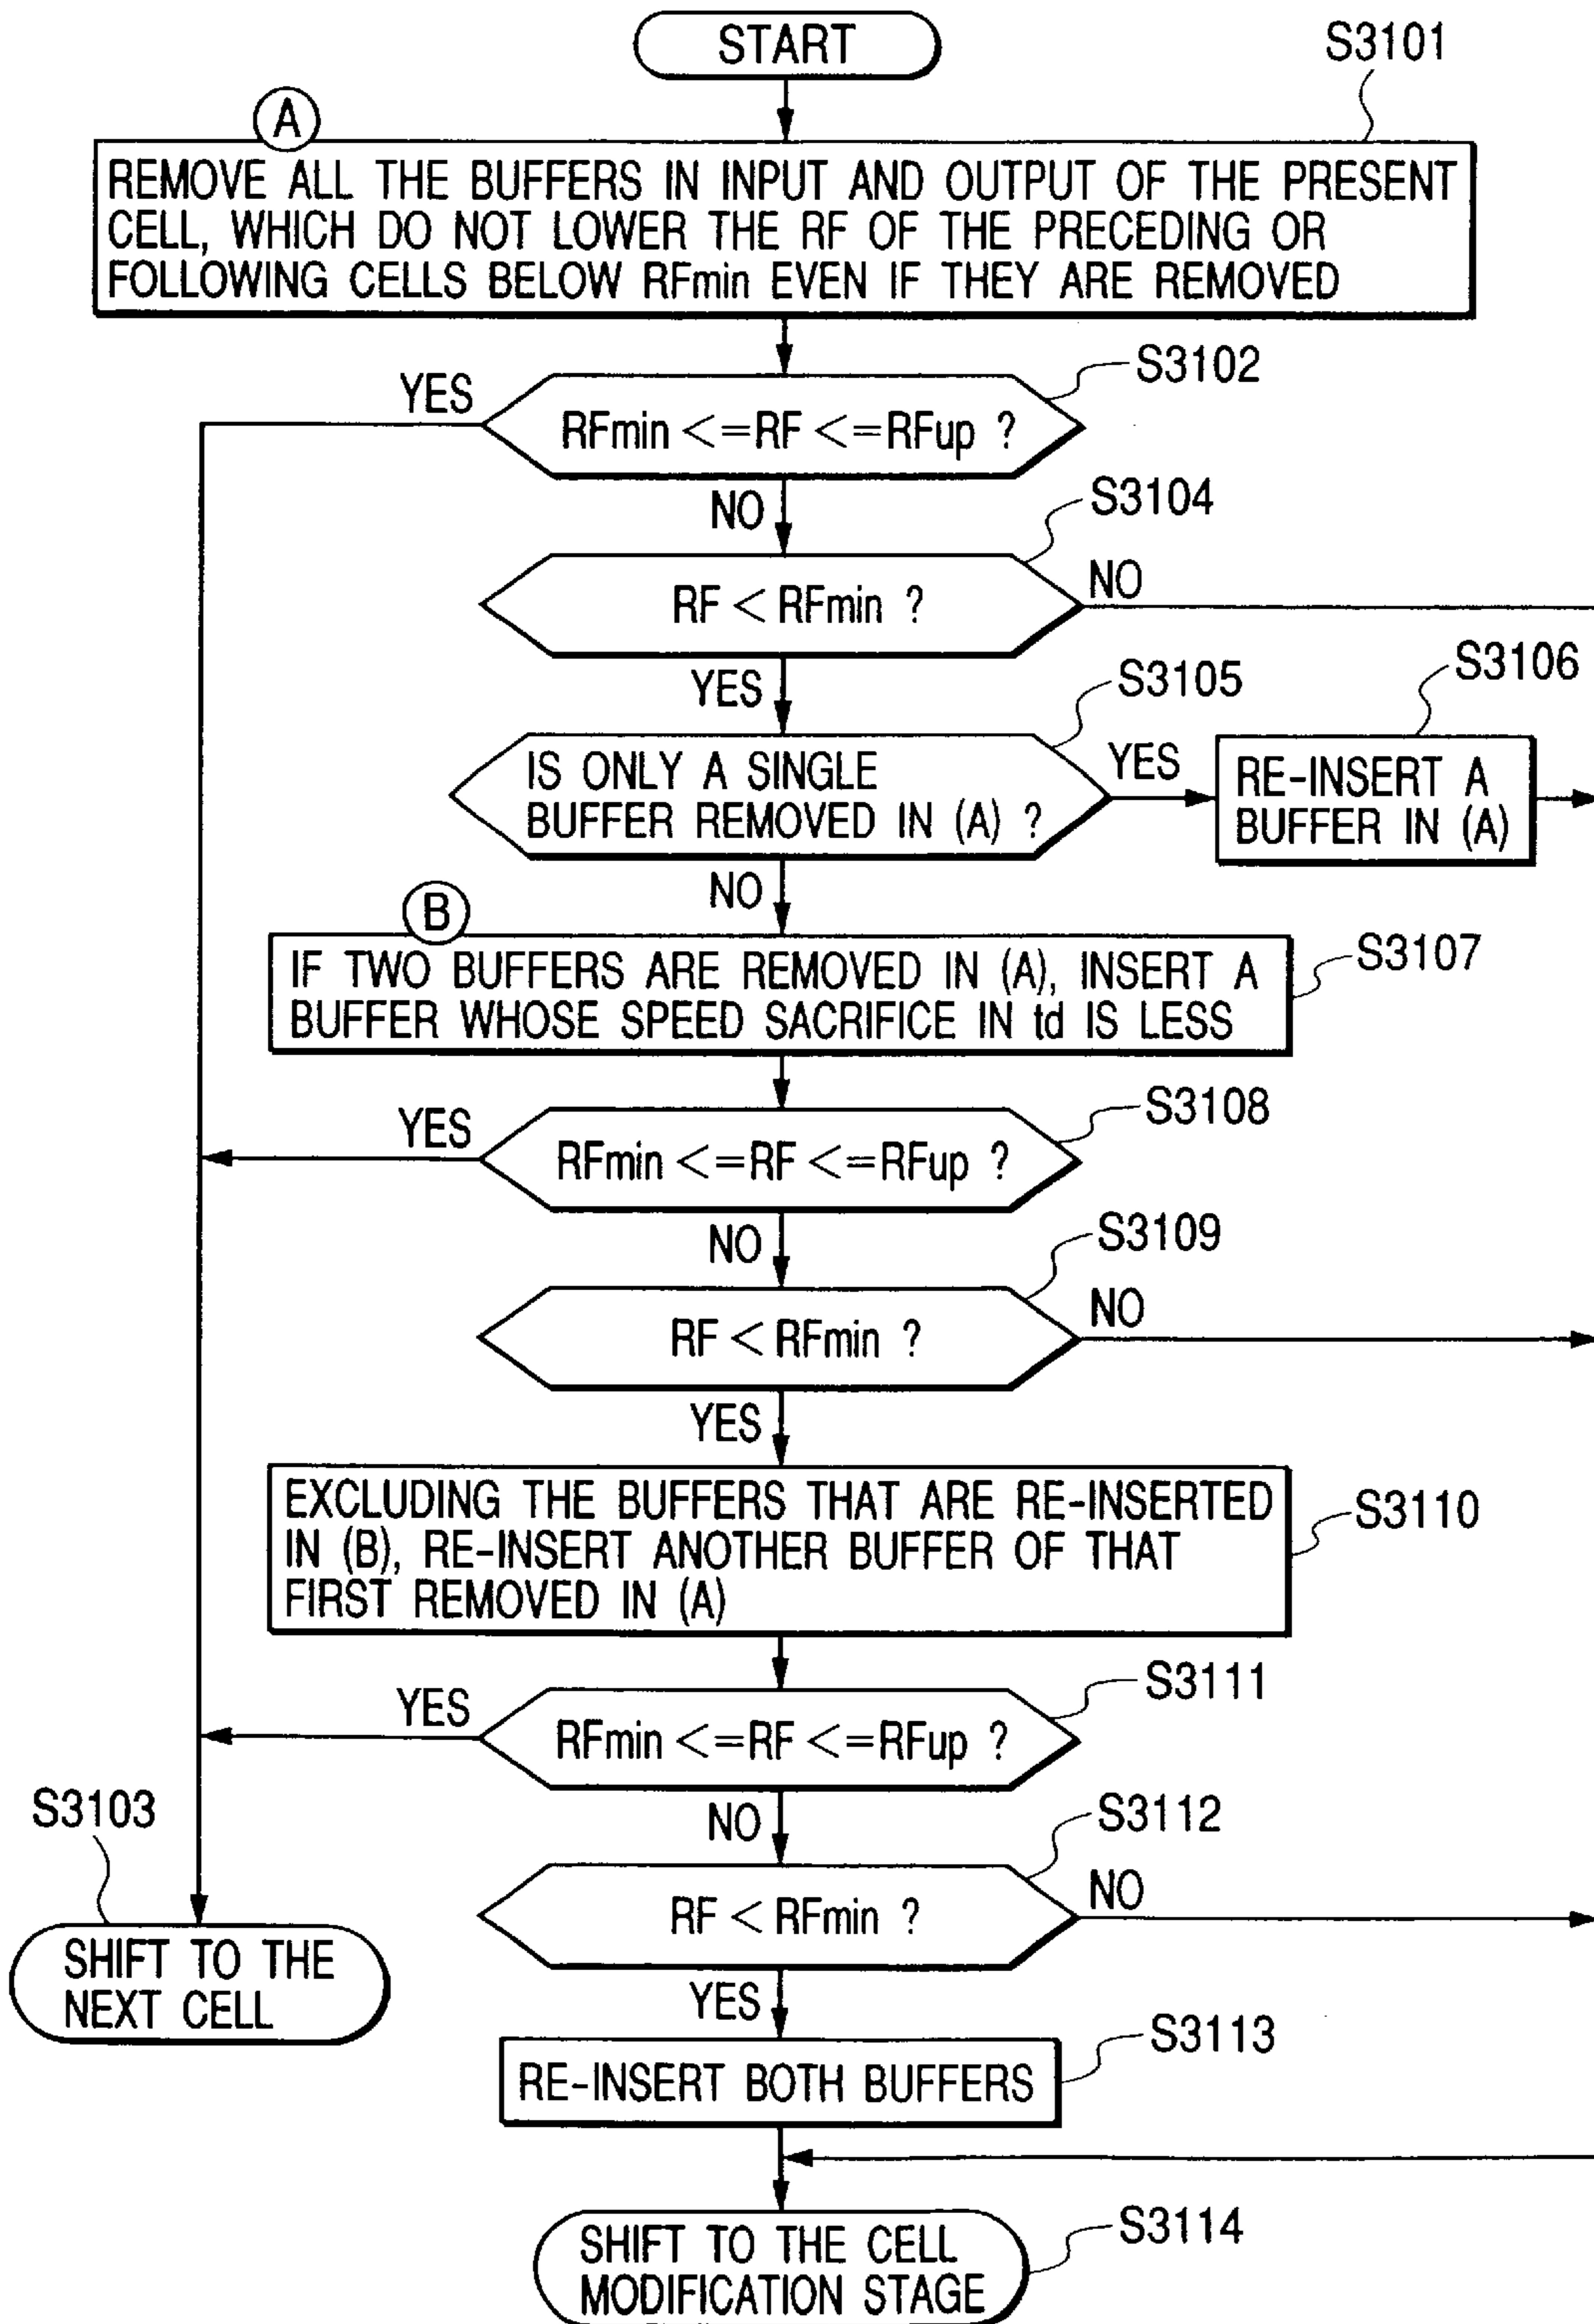 START
S3101
A
REMOVE ALL THE BUFFERS IN INPUT AND OUTPUT OF THE PRESENT
CELL, WHICH DO NOT LOWER THE RF OF THE PRECEDING OR
FOLLOWING CELLS BELOW RFmin EVEN IF THEY ARE REMOVED
S3102
YES
RFmin <=RF <=RFup ?
NO
S3104
RF < RFmin ?
NO
YES
S3105
S3106
IS ONLY A SINGLE
BUFFER REMOVED IN (A) ?
YES
RE-INSERT A
BUFFER IN (A)
NO
B
S3107
IF TWO BUFFERS ARE REMOVED IN (A), INSERT A
BUFFER WHOSE SPEED SACRIFICE IN td IS LESS
S3108
YES
RFmin <=RF <=RFup ?
NO
S3109
RF < RFmin ?
NO
YES
EXCLUDING THE BUFFERS THAT ARE RE-INSERTED
IN (B), RE-INSERT ANOTHER BUFFER OF THAT
FIRST REMOVED IN (A)
S3110
S3111
YES
RFmin <=RF <=RFup ?
NO
S3103
S3112
RF < RFmin ?
NO
SHIFT TO THE
NEXT CELL
YES
S3113
RE-INSERT BOTH BUFFERS
S3114
SHIFT TO THE CELL
MODIFICATION STAGE